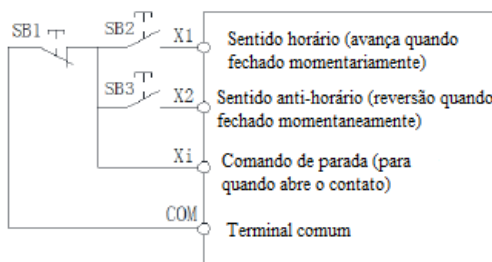 SB1
SB2
X1
Sentido horário (avança quando
fechado momentariamente)
SB3
X2
Sentido anti-horário (reversão quando
fechado momentaneamente)
Xi
Comando de parada (para
quando abre o contato)
COM
Terminal comum